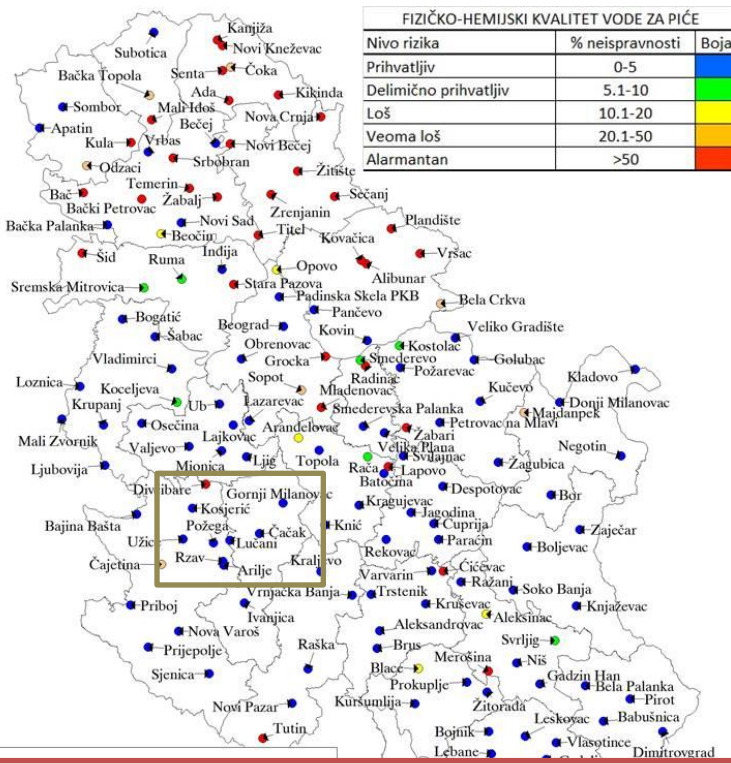 FIZIČKO-HEMIJSKI KVALITET VODE ZA PIĆE
Nivo rizika % neispravnosti Boja
Prihvatljiv 0-5
Delimično prihvatljiv 5.1-10
Loš 10.1-20
Veoma loš 20.1-50
Alarmantan >50
Kanjiža
Subotica
Novi Kneževac
Bačka Topola
Senta
Čoka
Ada
Kikinda
Sombor
Mali Iđoš
Bečej
Nova Crnja
Apatin
Kula
Vrbas
Novi Bečej
Srbobran
Odzaci
Žitište
Temerin
Bač
Žabalj
Sečanj
Bački Petrovac
Zrenjanin
Plandište
Bačka Palanka
Novi Sad
Titel
Kovačica
Beočin
Vršac
Šid
Ruma
Inđija
Opovo
Alibunar
Sremska Mitrovica
Stara Pazova
Padinska Skela PKB
Bela Crkva
Pančevo
Bogatić
Veliko Gradište
Šabac
Beograd
Kovin
Kostolac
Obrenovac
Smederevo
Golubac
Vladimirci
Grocka
Radinac
Požarevac
Kladovo
Loznica
Sopot
Kučevo
Koceljeva
Mladenovac
Donji Milanovac
Krupanj
Ub
Lazarevac
Smederevska Palanka
Majdanpek
Osečina
Aranđelovac
Petrovac na Mlavi
Mali Zvornik
Lajkovac
Žabari
Negotin
Valjevo
Velika Plana
Ljubovija
Mionica
Ljig
Topola
Rača
Svilajnac
Žagubica
Lapovo
Batočina
Divčibare
Gornji Milanovac
Despotovac
Bor
Kosjerić
Kragujevac
Bajina Bašta
Požega
Čačak
Knić
Jagodina
Zaječar
Užice
Lučani
Ćuprija
Paraćin
Boljevac
Rzav
Rekovac
Čajetina
Arilje
Kraljevo
Varvarin
Ćićevac
Ražanj
Soko Banja
Vrnjačka Banja
Trstenik
Priboj
Ivanjica
Kruševac
Knjaževac
Aleksandrovac
Aleksinac
Nova Varoš
Svrljig
Prijepolje
Raška
Brus
Merošina
Niš
Sjenica
Blace
Gadzin Han
Prokuplje
Bela Palanka
Kuršumlija
Žitorađa
Pirot
Novi Pazar
Babušnica
Bojnik
Leskovac
Tutin
Vlasotince
Lebane
Dimitrovgrad